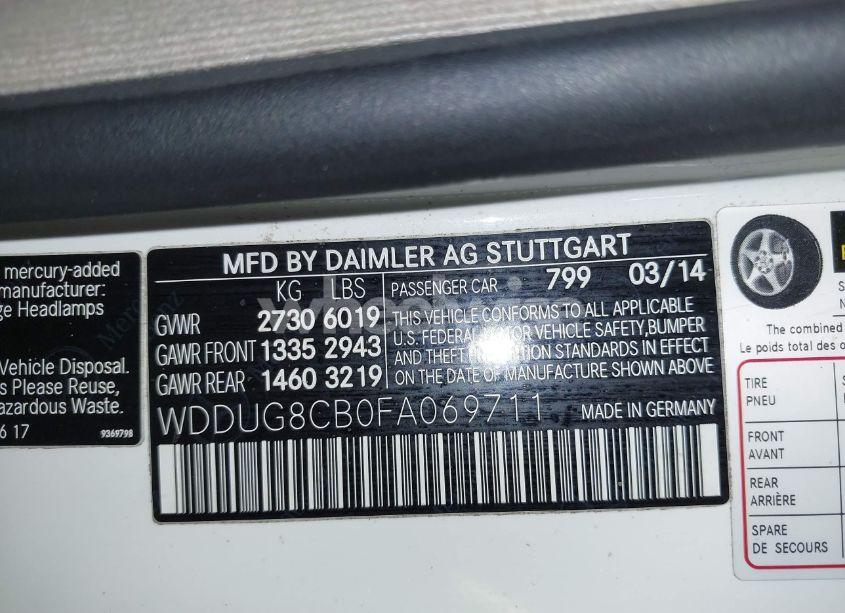 mercury-added
manufacturer:
ge Headlamps
Vehicle Disposal.
s Please Reuse,
azardous Waste.
6 17
9369798
MFD BY DAIMLER AG STUTTGART
KG LBS PASSENGER CAR 799 03/14
GVWR 2730 6019 THIS VEHICLE CONFORMS TO ALL APPLICABLE
U.S. FEDERAL MOTOR VEHICLE SAFETY, BUMPER
GAWR FRONT 1335 2943 AND THEFT PREVENTION STANDARDS IN EFFECT
GAWR REAR 1460 3219 ON THE DATE OF MANUFACTURE SHOWN ABOVE
WDDUG8CB0FA069711 MADE IN GERMANY
The combined
Le poids total des o
TIRE
PNEU
FRONT
AVANT
REAR
ARRIÈRE
SPARE
DE SECOURS